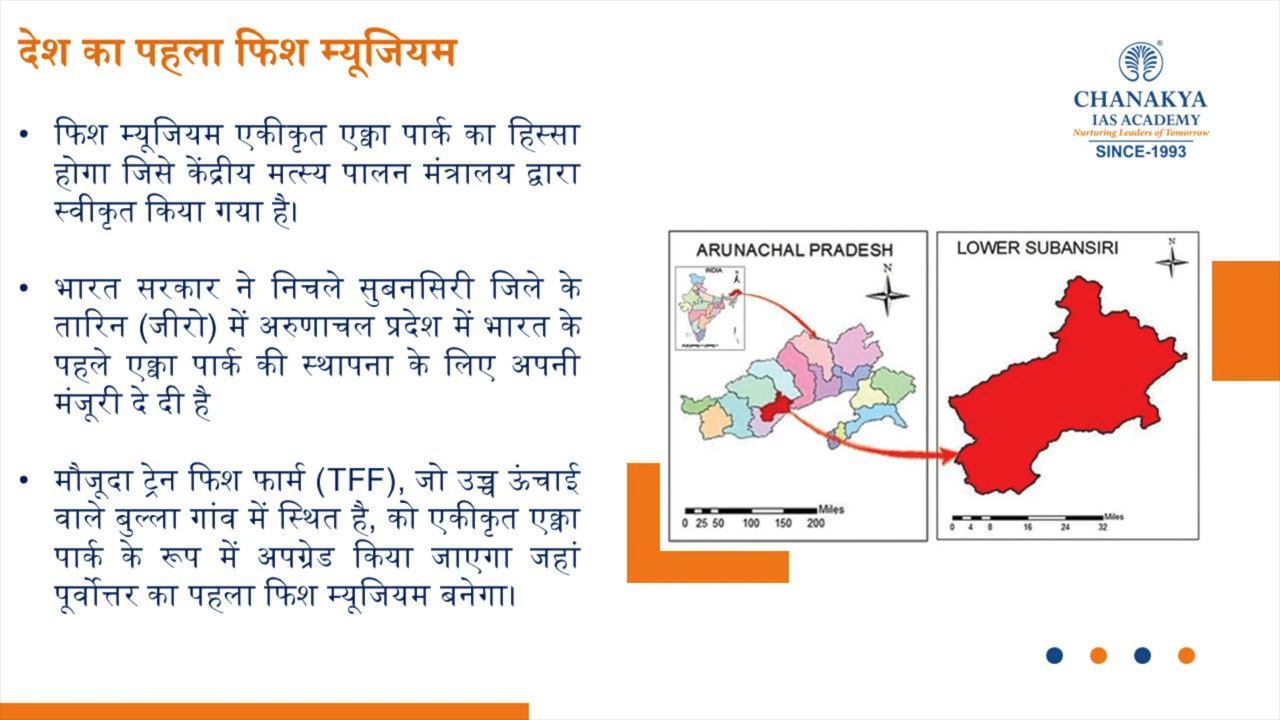 देश का पहला फिश म्यूजियम
CHANAKYA
IAS ACADEMY
Nurturing Leaders of Tomorrow
SINCE-1993
• फिश म्यूजियम एकीकृत एक्वा पार्क का हिस्सा
होगा जिसे केंद्रीय मत्स्य पालन मंत्रालय द्वारा
स्वीकृत किया गया है।
• भारत सरकार ने निचले सुबनसिरी जिले के
तारिन (जीरो) में अरुणाचल प्रदेश में भारत के
पहले एक्वा पार्क की स्थापना के लिए अपनी
मंजूरी दे दी है
• मौजूदा ट्रेन फिश फार्म (TFF), जो उच्च ऊंचाई
वाले बुल्ला गांव में स्थित है, को एकीकृत एक्वा
पार्क के रूप में अपग्रेड किया जाएगा जहां
पूर्वोत्तर का पहला फिश म्यूजियम बनेगा।
ARUNACHAL PRADESH
INDIA
N
Miles
0 25 50 100 150 200
LOWER SUBANSIRI
N
Miles
0 4 8 16 24 32